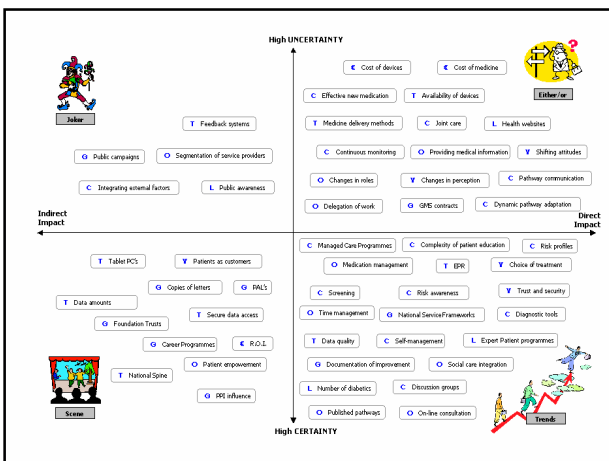 High UNCERTAINTY
€ Cost of devices
€ Cost of medicine
?
C Effective new medication
T Availability of devices
Either/or
Joker
T Feedback systems
T Medicine delivery methods
C Joint care
L Health websites
G Public campaigns
O Segmentation of service providers
C Continuous monitoring
O Providing medical information
¥ Shifting attitudes
C Integrating external factors
L Public awareness
O Changes in roles
¥ Changes in perception
C Pathway communication
O Delegation of work
G GMS contracts
C Dynamic pathway adaptation
Indirect Impact
Direct Impact
C Managed Care Programmes
C Complexity of patient education
C Risk profiles
T Tablet PC's
¥ Patients as customers
O Medication management
T EPR
¥ Choice of treatment
G Copies of letters
G PAL's
C Screening
C Risk awareness
¥ Trust and security
T Data amounts
T Secure data access
O Time management
G National Service Frameworks
C Diagnostic tools
G Foundation Trusts
G Career Programmes
€ R.O.I.
T Data quality
C Self-management
L Expert Patient programmes
O Patient empowerment
G Documentation of improvement
O Social care integration
T National Spine
L Number of diabetics
C Discussion groups
G PPI influence
O Published pathways
O On-line consultation
Scene
Trends
High CERTAINTY